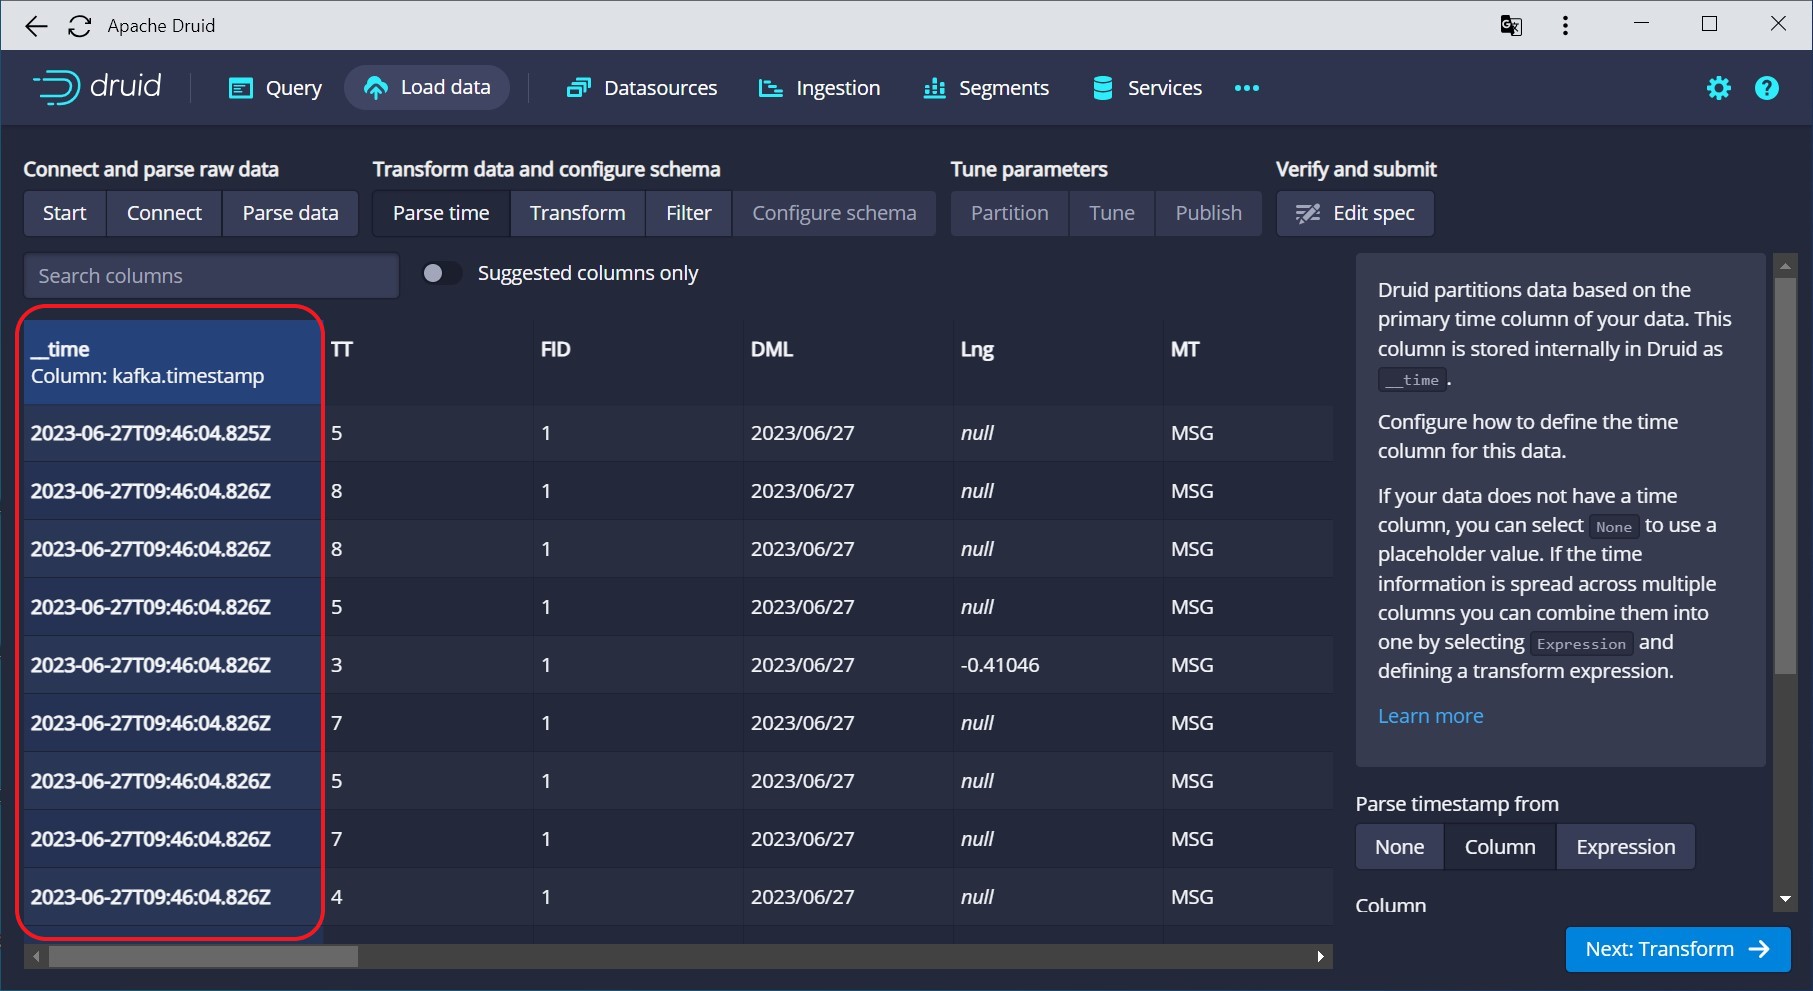 Apache Druid
druid
Query
Load data
Datasources
Ingestion
Segments
Services
Connect and parse raw data
Transform data and configure schema
Tune parameters
Verify and submit
Start
Connect
Parse data
Parse time
Transform
Filter
Configure schema
Partition
Tune
Publish
Edit spec
Search columns
Suggested columns only
__time
Column: kafka.timestamp
TT
FID
DML
Lng
MT
2023-06-27T09:46:04.825Z 5 1 2023/06/27 null MSG
2023-06-27T09:46:04.826Z 8 1 2023/06/27 null MSG
2023-06-27T09:46:04.826Z 8 1 2023/06/27 null MSG
2023-06-27T09:46:04.826Z 5 1 2023/06/27 null MSG
2023-06-27T09:46:04.826Z 3 1 2023/06/27 -0.41046 MSG
2023-06-27T09:46:04.826Z 7 1 2023/06/27 null MSG
2023-06-27T09:46:04.826Z 5 1 2023/06/27 null MSG
2023-06-27T09:46:04.826Z 7 1 2023/06/27 null MSG
2023-06-27T09:46:04.826Z 4 1 2023/06/27 null MSG
Druid partitions data based on the
primary time column of your data. This
column is stored internally in Druid as
__time.
Configure how to define the time
column for this data.
If your data does not have a time
column, you can select None to use a
placeholder value. If the time
information is spread across multiple
columns you can combine them into
one by selecting Expression and
defining a transform expression.
Learn more
Parse timestamp from
None
Column
Expression
Column
Next: Transform